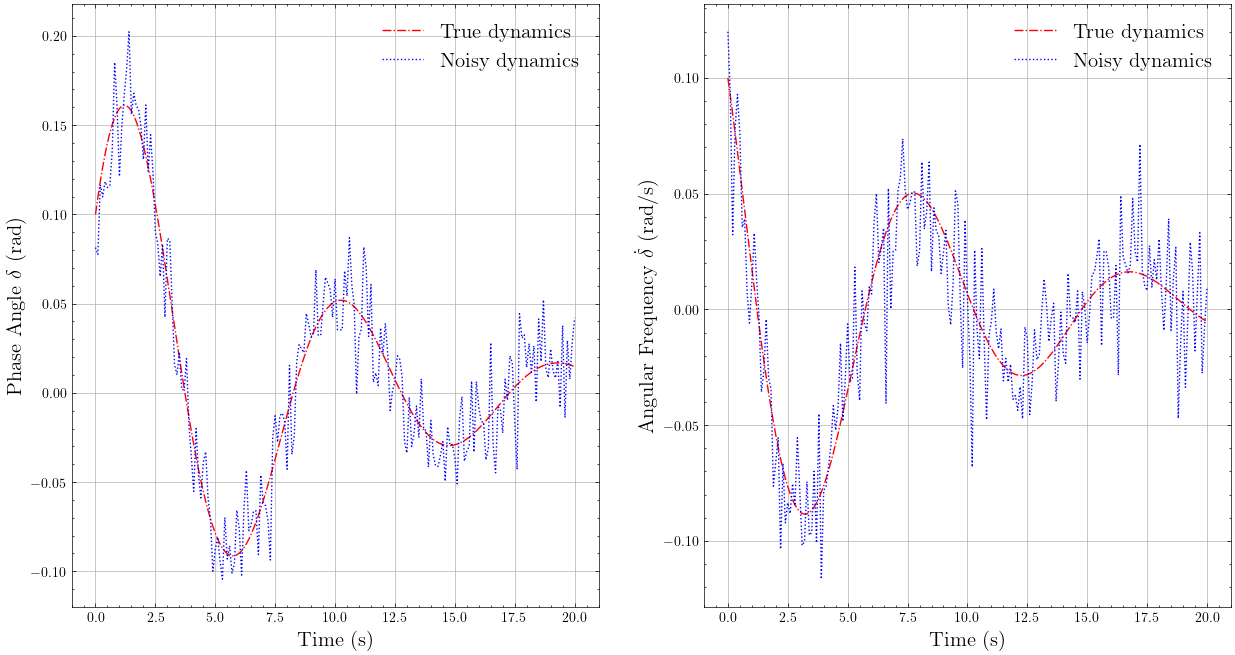 True dynamics
Noisy dynamics
0.20
0.15
0.10
0.05
0.00
−0.05
−0.10
Phase Angle δ (rad)
0.0 2.5 5.0 7.5 10.0 12.5 15.0 17.5 20.0
Time (s)
True dynamics
Noisy dynamics
0.10
0.05
0.00
−0.05
−0.10
Angular Frequency δ̇ (rad/s)
0.0 2.5 5.0 7.5 10.0 12.5 15.0 17.5 20.0
Time (s)